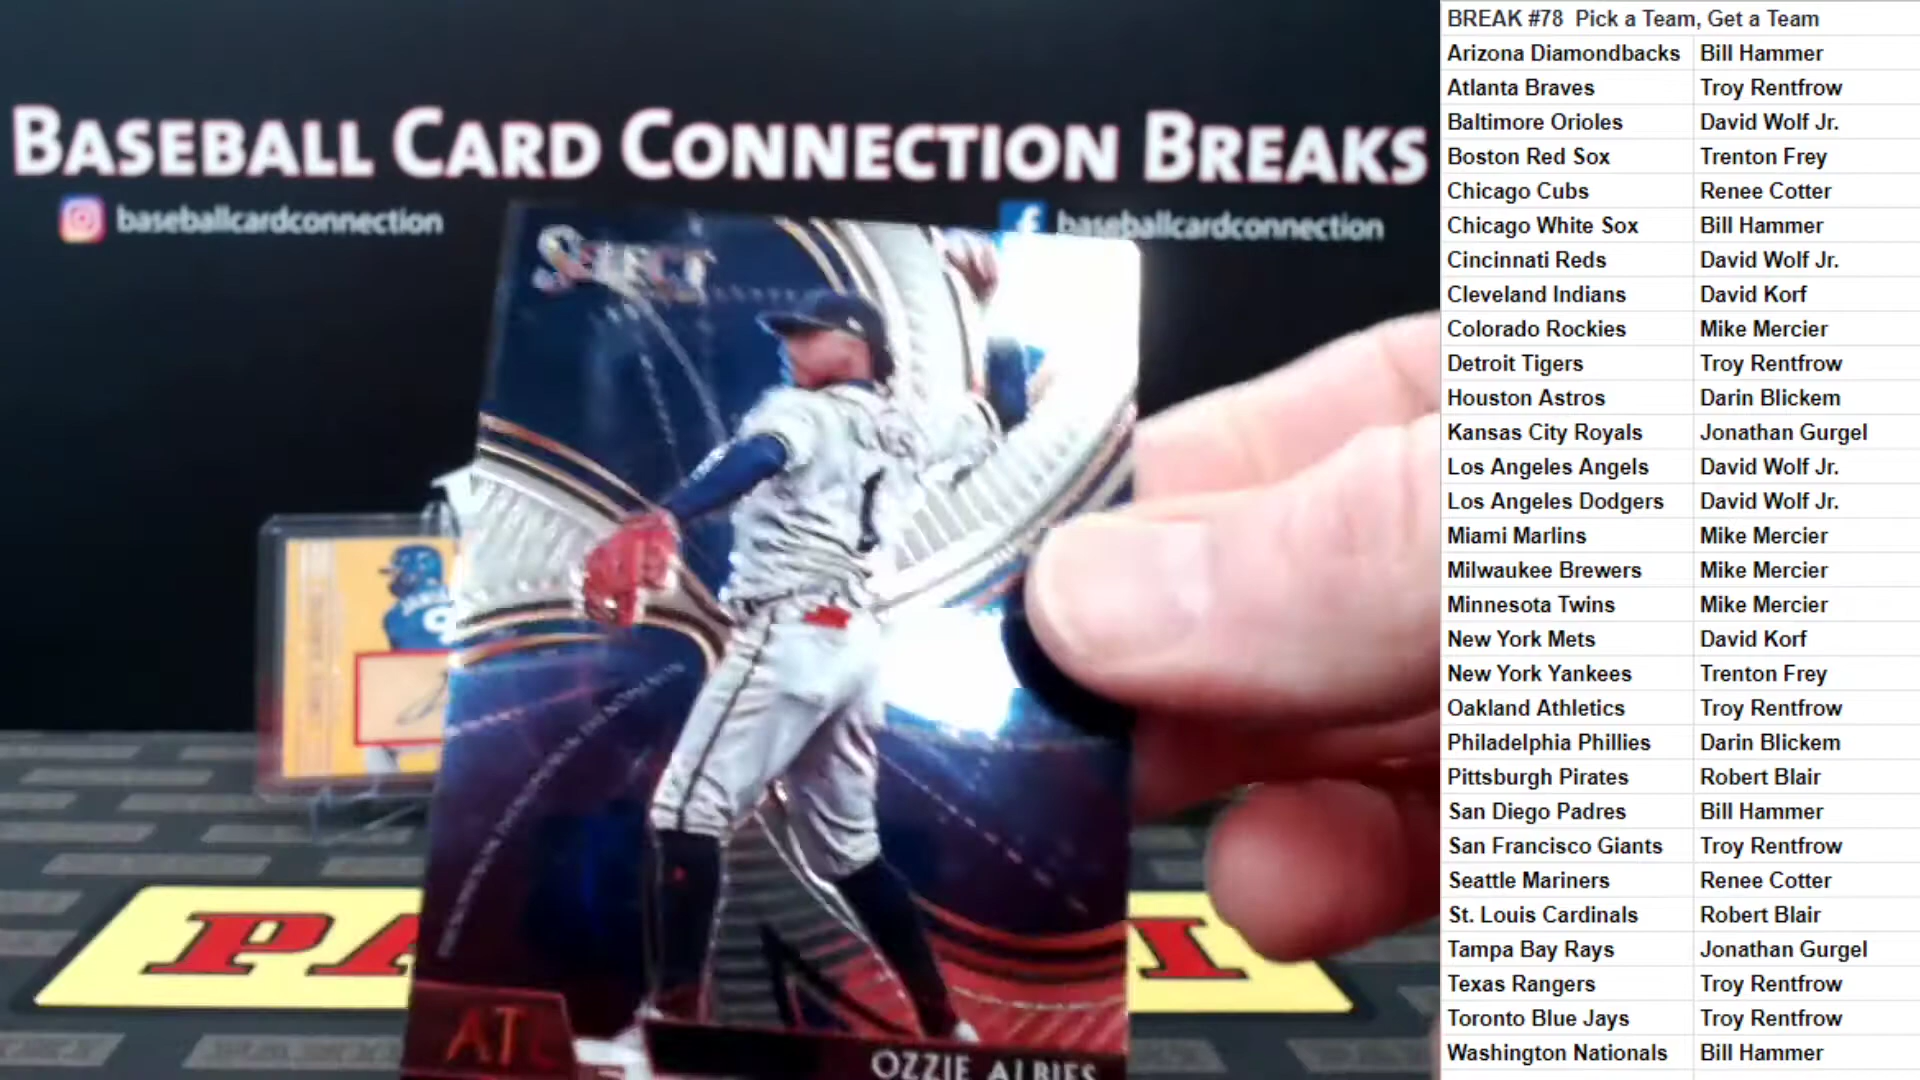 BASEBALL CARD CONNECTION BREAKS
baseballcardconnection
baseballcardconnection
SELECT
OZZIE ALBIES
BREAK #78 Pick a Team, Get a Team
Arizona Diamondbacks Bill Hammer
Atlanta Braves Troy Rentfrow
Baltimore Orioles David Wolf Jr.
Boston Red Sox Trenton Frey
Chicago Cubs Renee Cotter
Chicago White Sox Bill Hammer
Cincinnati Reds David Wolf Jr.
Cleveland Indians David Korf
Colorado Rockies Mike Mercier
Detroit Tigers Troy Rentfrow
Houston Astros Darin Blickem
Kansas City Royals Jonathan Gurgel
Los Angeles Angels David Wolf Jr.
Los Angeles Dodgers David Wolf Jr.
Miami Marlins Mike Mercier
Milwaukee Brewers Mike Mercier
Minnesota Twins Mike Mercier
New York Mets David Korf
New York Yankees Trenton Frey
Oakland Athletics Troy Rentfrow
Philadelphia Phillies Darin Blickem
Pittsburgh Pirates Robert Blair
San Diego Padres Bill Hammer
San Francisco Giants Troy Rentfrow
Seattle Mariners Renee Cotter
St. Louis Cardinals Robert Blair
Tampa Bay Rays Jonathan Gurgel
Texas Rangers Troy Rentfrow
Toronto Blue Jays Troy Rentfrow
Washington Nationals Bill Hammer